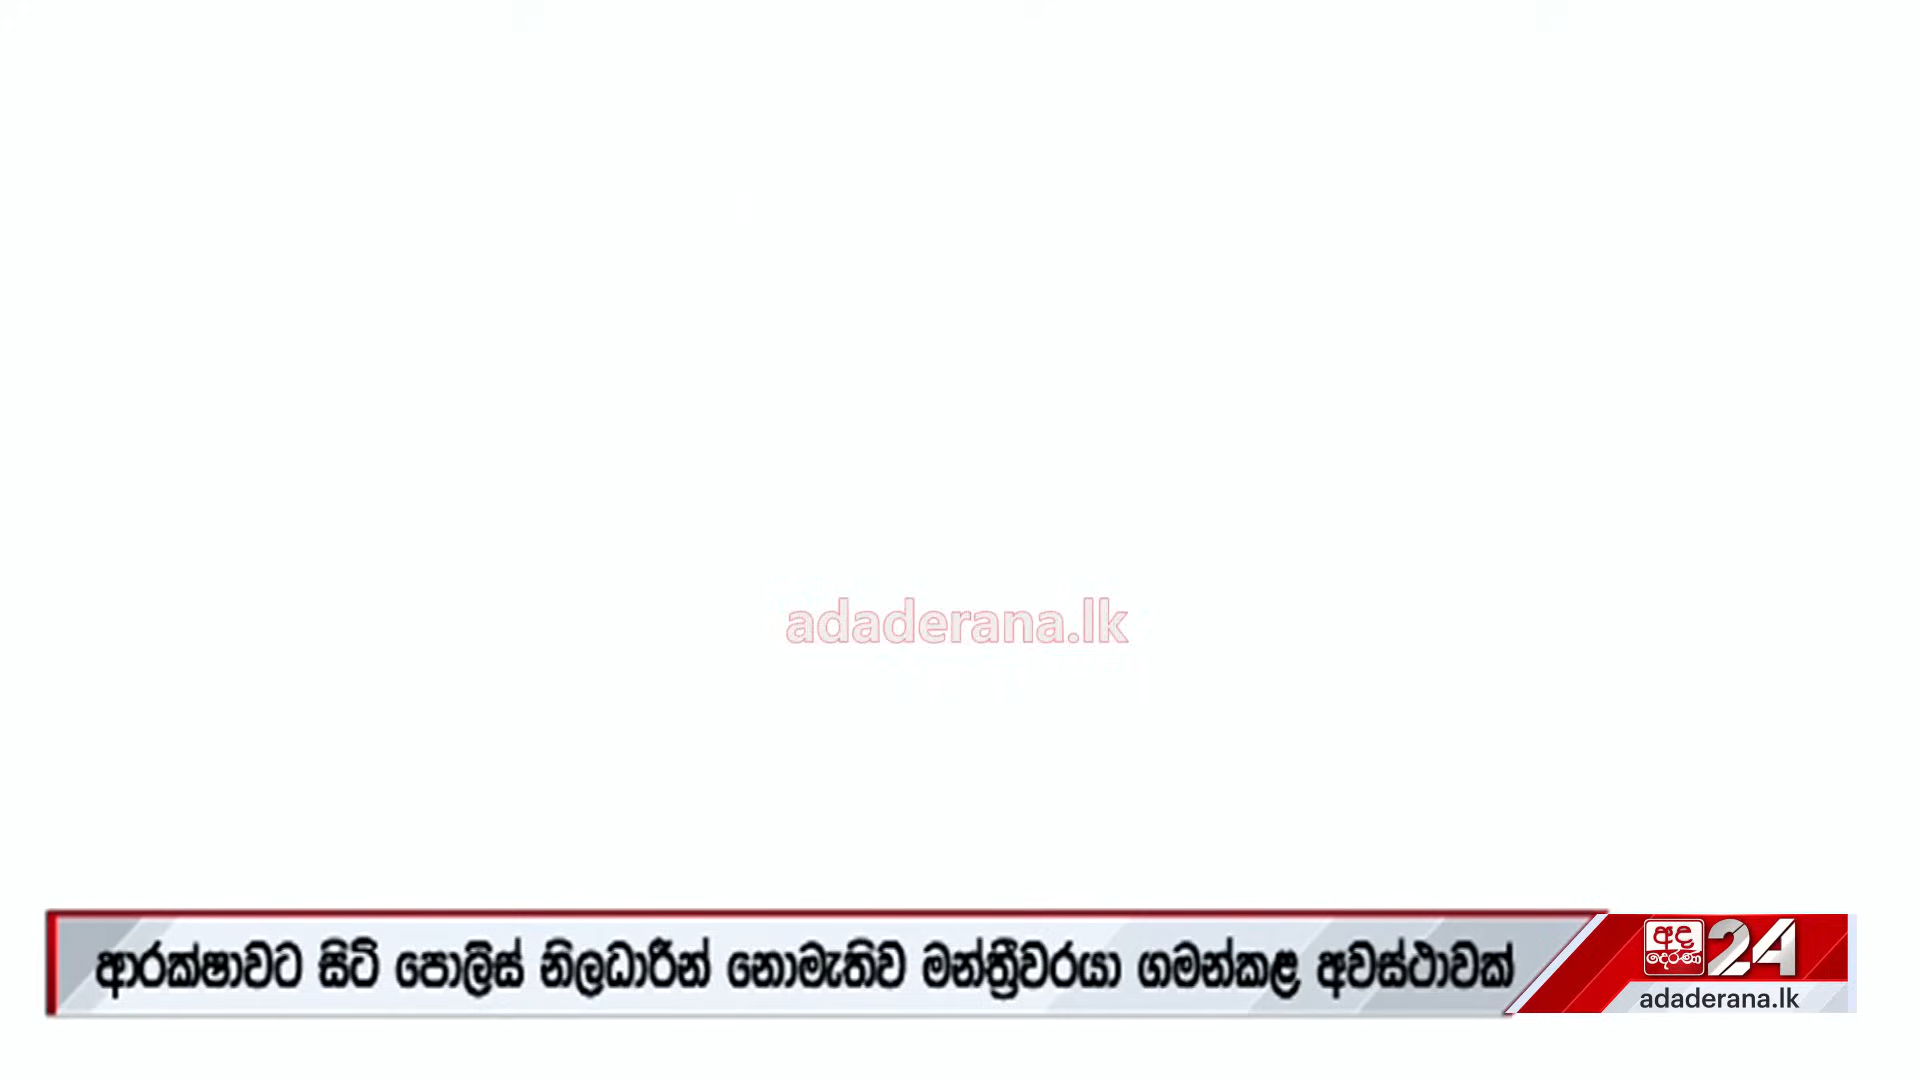 adaderana.lk
ආරක්ෂාවට සිටි පොලිස් නිලධාරීන් නොමැතිව මන්ත්‍රීවරයා ගමන්කළ අවස්ථාවක්
අද දෙරණ 24
adaderana.lk